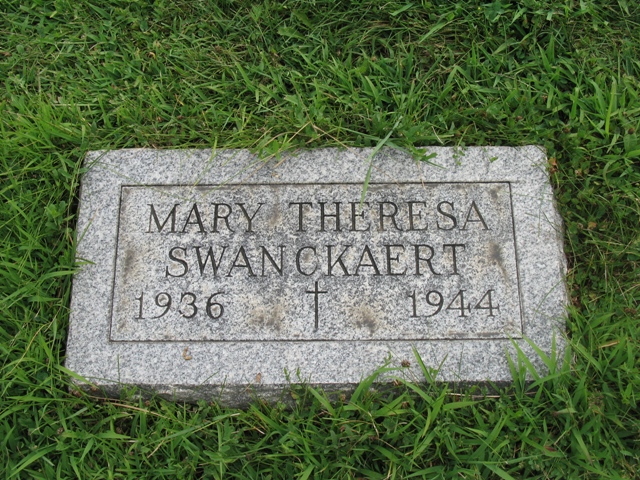 MARY THERESA
SWANCKAERT
1936 † 1944